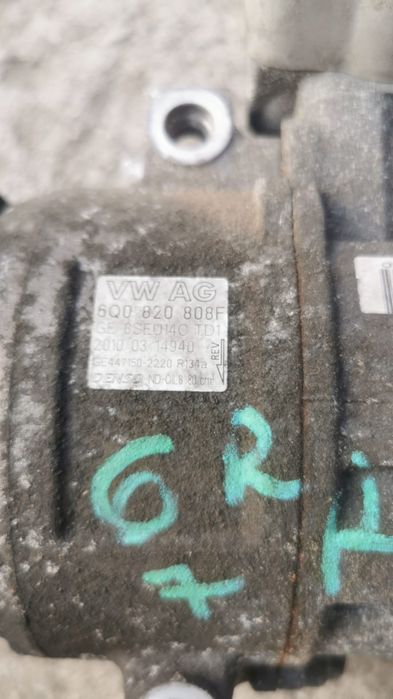 VW AG
6Q0 820 808F
GE 6SEU14C TD1
2010 03 14940
REV
GE447150-2220 R134a
DENSO ND-OIL8 80 cm³
6R
7